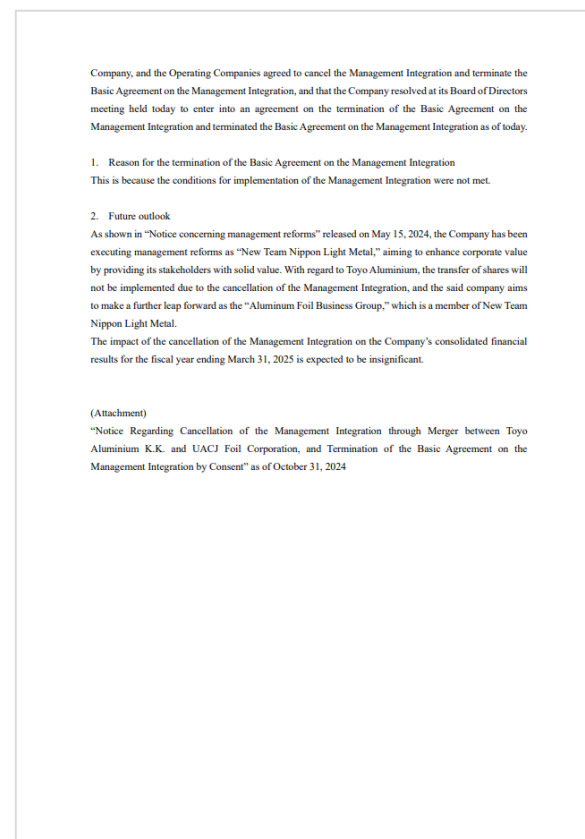 Company, and the Operating Companies agreed to cancel the Management Integration and terminate the
Basic Agreement on the Management Integration, and that the Company resolved at its Board of Directors
meeting held today to enter into an agreement on the termination of the Basic Agreement on the
Management Integration and terminated the Basic Agreement on the Management Integration as of today.
1. Reason for the termination of the Basic Agreement on the Management Integration
This is because the conditions for implementation of the Management Integration were not met.
2. Future outlook
As shown in “Notice concerning management reforms” released on May 15, 2024, the Company has been
executing management reforms as “New Team Nippon Light Metal,” aiming to enhance corporate value
by providing its stakeholders with solid value. With regard to Toyo Aluminium, the transfer of shares will
not be implemented due to the cancellation of the Management Integration, and the said company aims
to make a further leap forward as the “Aluminum Foil Business Group,” which is a member of New Team
Nippon Light Metal.
The impact of the cancellation of the Management Integration on the Company’s consolidated financial
results for the fiscal year ending March 31, 2025 is expected to be insignificant.
(Attachment)
“Notice Regarding Cancellation of the Management Integration through Merger between Toyo
Aluminium K.K. and UACJ Foil Corporation, and Termination of the Basic Agreement on the
Management Integration by Consent” as of October 31, 2024